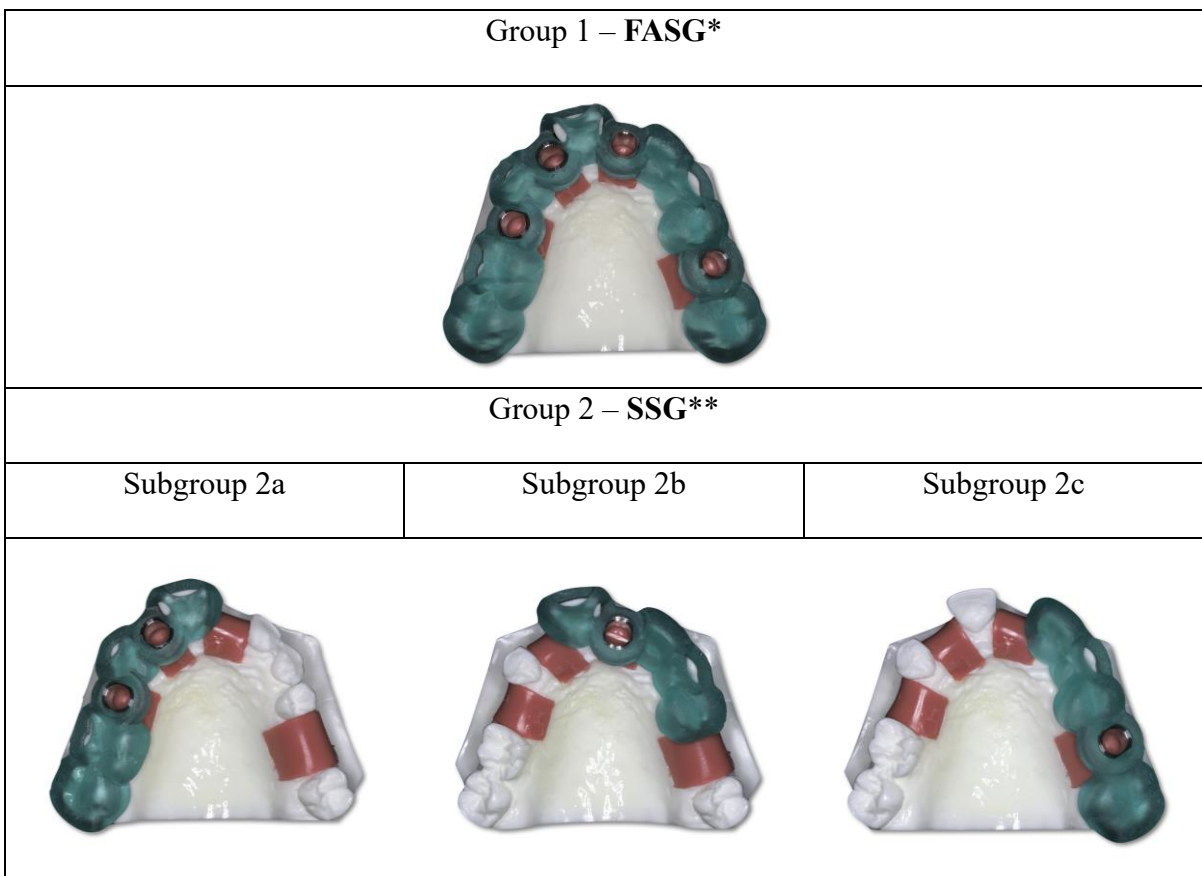 Group 1 – FASG*
Group 2 – SSG**
Subgroup 2a
Subgroup 2b
Subgroup 2c